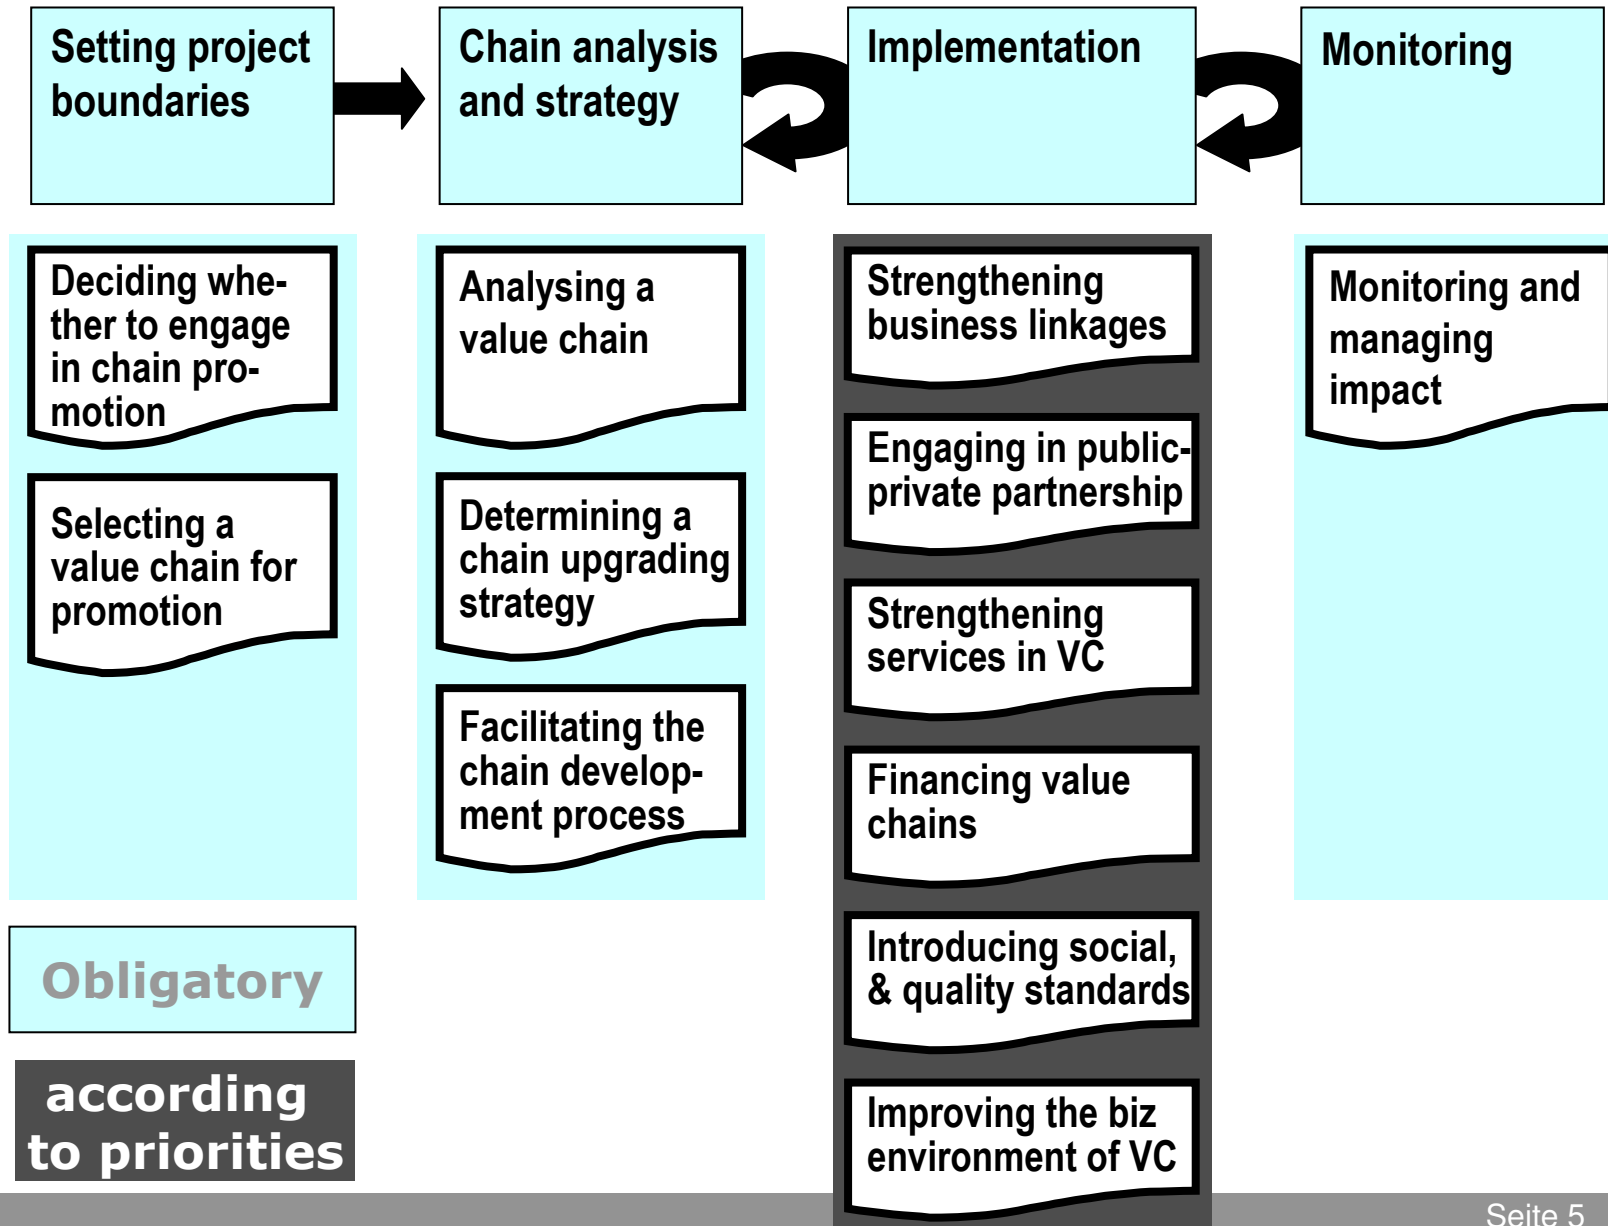 Setting project
boundaries
Chain analysis
and strategy
Implementation
Monitoring
Deciding whe-
ther to engage
in chain pro-
motion
Selecting a
value chain for
promotion
Analysing a
value chain
Determining a
chain upgrading
strategy
Facilitating the
chain develop-
ment process
Strengthening
business linkages
Engaging in public-
private partnership
Strengthening
services in VC
Financing value
chains
Introducing social,
& quality standards
Improving the biz
environment of VC
Monitoring and
managing
impact
Obligatory
according
to priorities
Seite 5